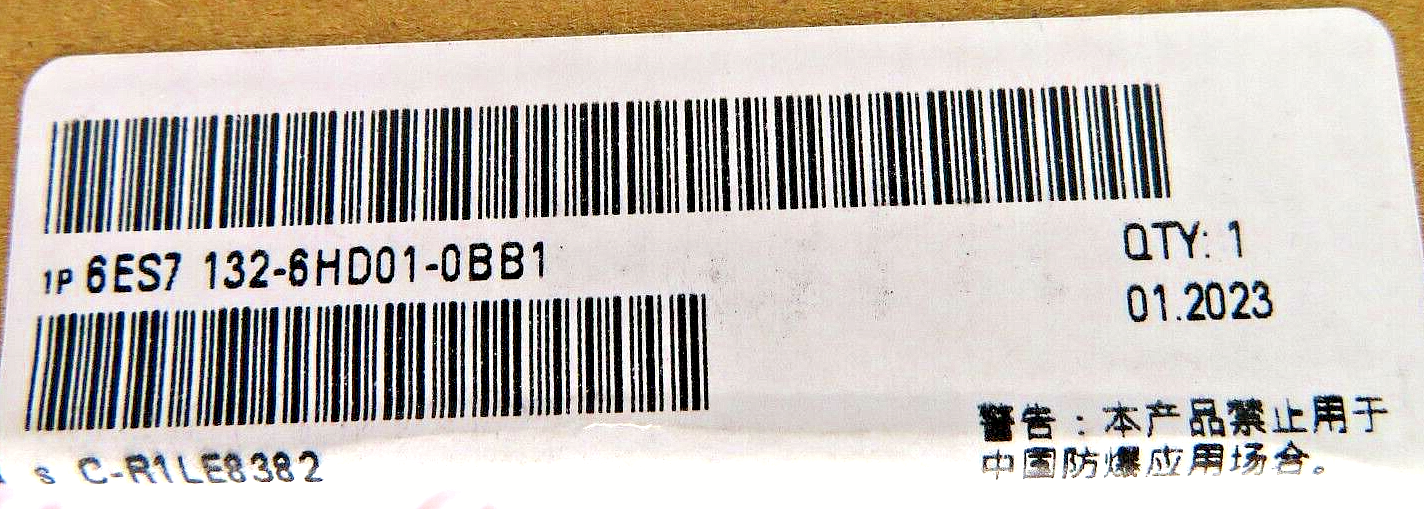 1P 6ES7 132-6HD01-0BB1
QTY: 1
01.2023
S C-R1LE8382
警告：本产品禁止用于
中国防爆应用场合。